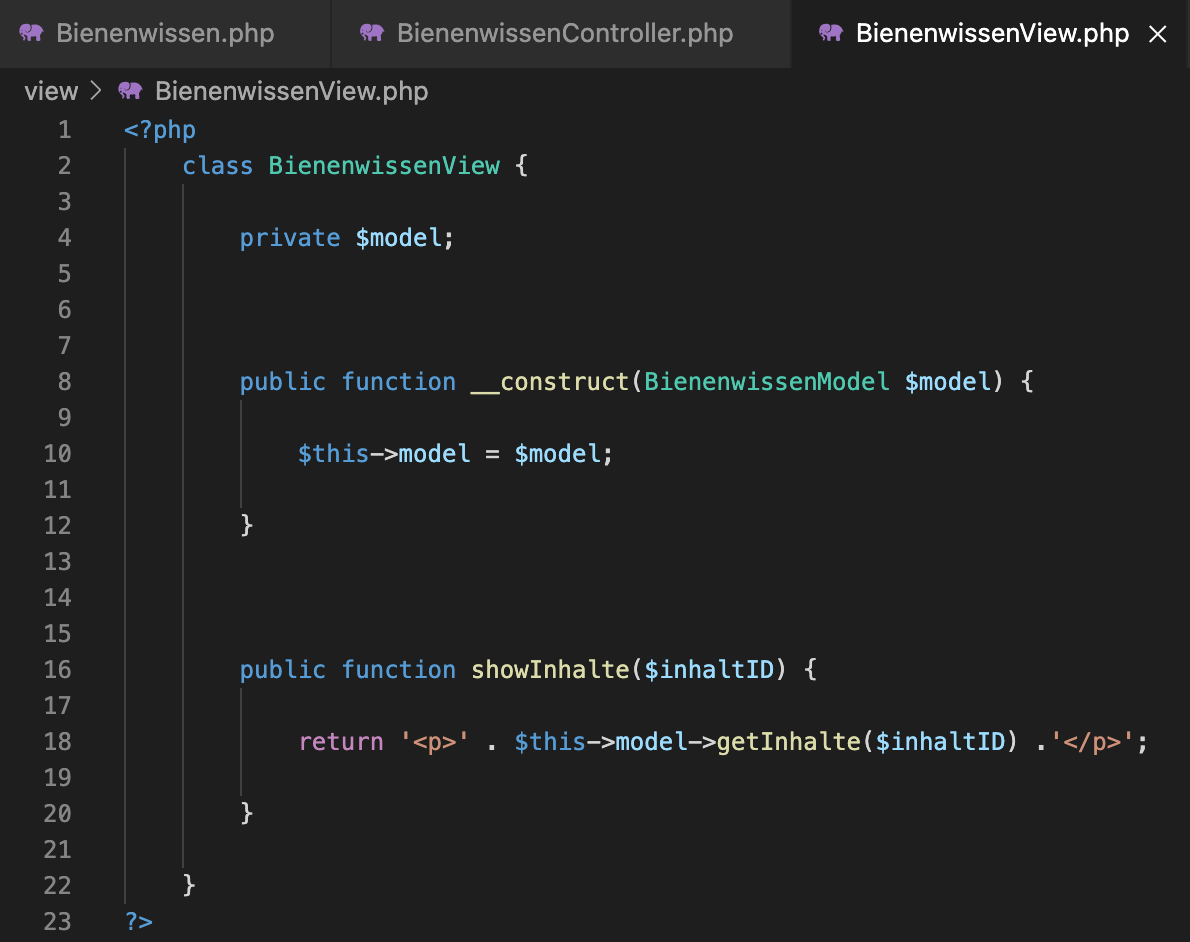 Bienenwissen.php BienenwissenController.php BienenwissenView.php
view > BienenwissenView.php
1 <?php
2 class BienenwissenView {
3
4 private $model;
5
6
7
8 public function __construct(BienenwissenModel $model) {
9
10 $this->model = $model;
11
12 }
13
14
15
16 public function showInhalte($inhaltID) {
17
18 return '<p>' . $this->model->getInhalte($inhaltID) .'</p>';
19
20 }
21
22 }
23 ?>